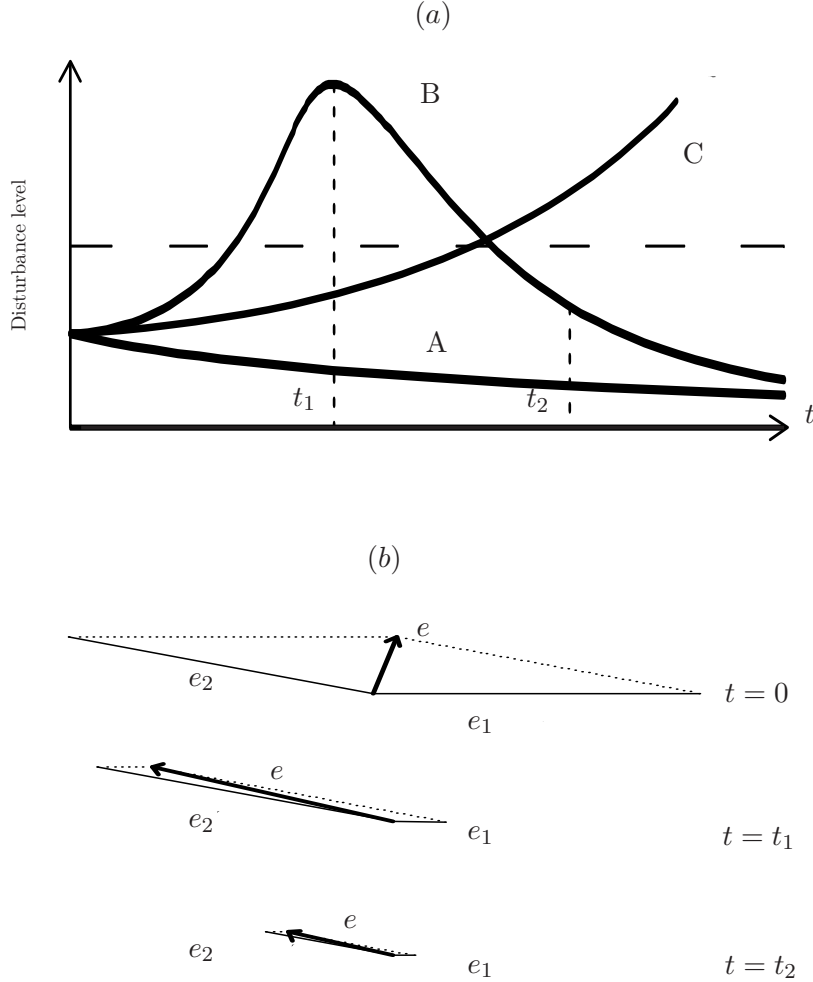 (a)
B
C
Disturbance level
A
t₁
t₂
t
(b)
e
e₂
e₁
t = 0
e
e₂
e₁
t = t₁
e
e₂
e₁
t = t₂